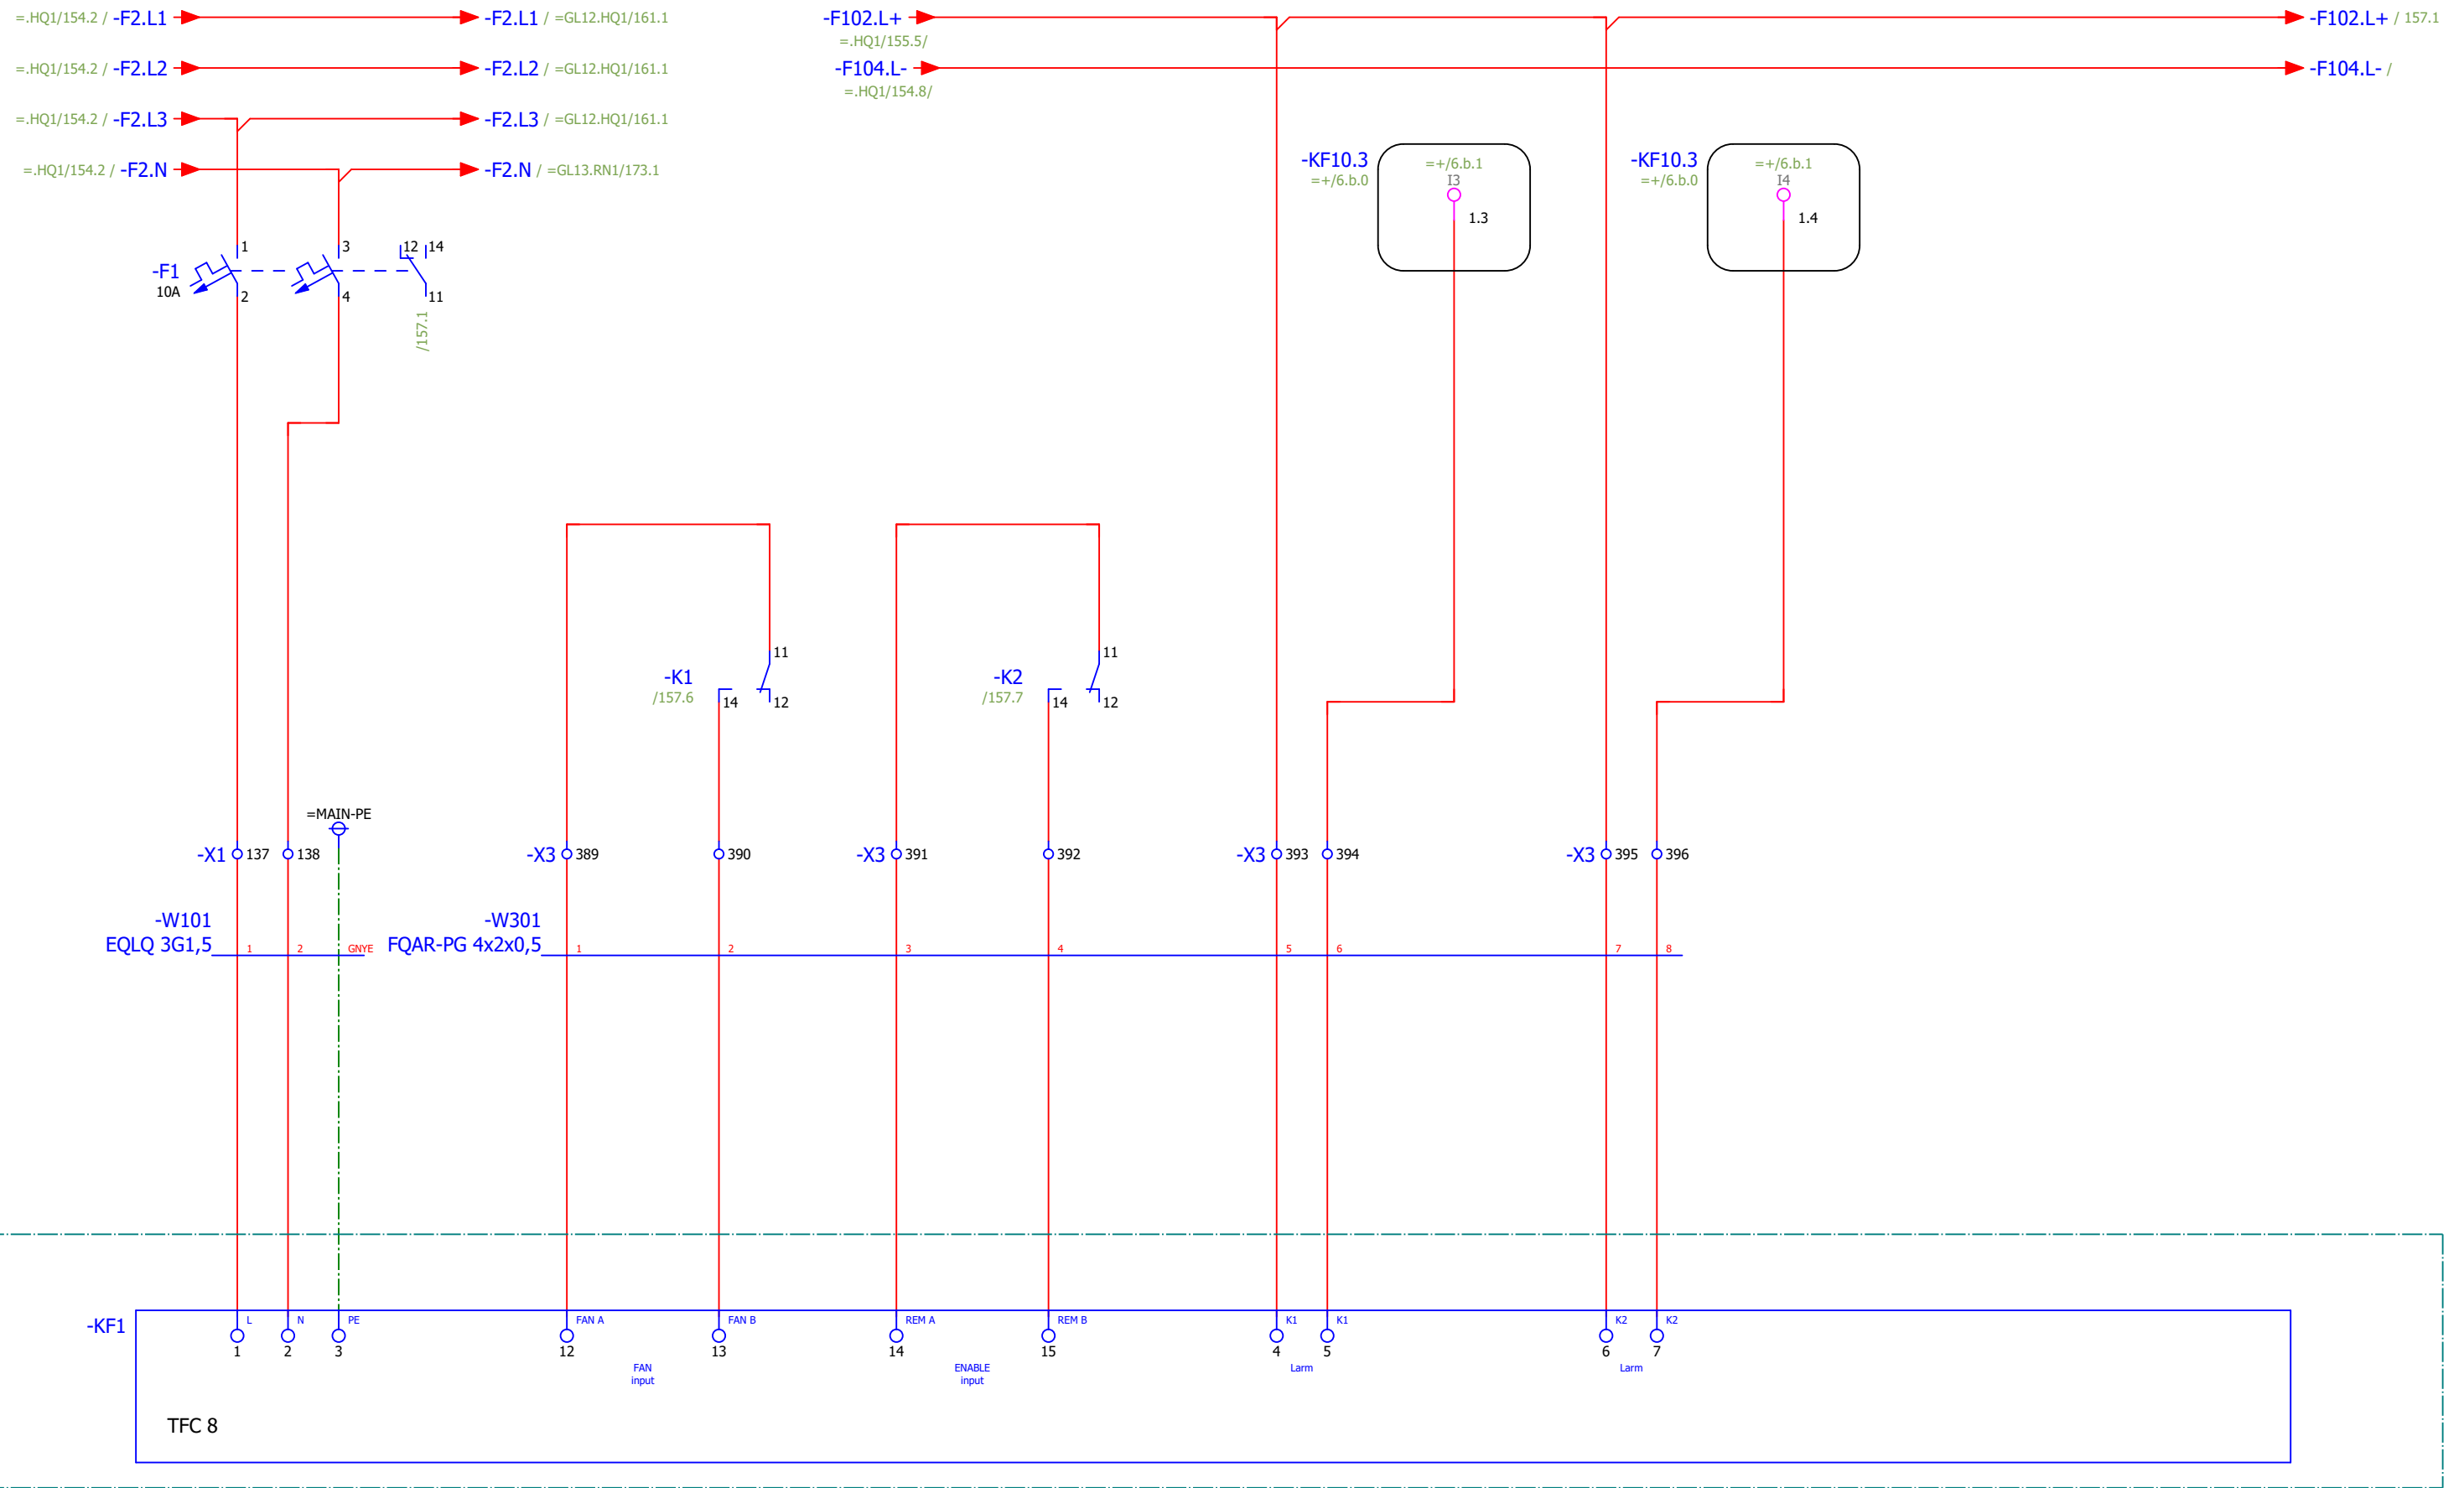 =.HQ1/154.2 / -F2.L1
-F2.L1 / =GL12.HQ1/161.1
-F102.L+
-F102.L+ / 157.1
=.HQ1/155.5/
=.HQ1/154.2 / -F2.L2
-F2.L2 / =GL12.HQ1/161.1
-F104.L-
-F104.L- /
=.HQ1/154.8/
=.HQ1/154.2 / -F2.L3
-F2.L3 / =GL12.HQ1/161.1
=.HQ1/154.2 / -F2.N
-F2.N / =GL13.RN1/173.1
-KF10.3
=+/6.b.0
=+/6.b.1
I3
1.3
-KF10.3
=+/6.b.0
=+/6.b.1
I4
1.4
-F1
10A
1
2
3
4
12
14
11
/157.1
-K1
/157.6
11
14
12
-K2
/157.7
11
14
12
=MAIN-PE
-X1
137
138
-X3
389
390
-X3
391
392
-X3
393
394
-X3
395
396
-W101
EQLQ 3G1,5
1
2
GNYE
-W301
FQAR-PG 4x2x0,5
1
2
3
4
5
6
7
8
-KF1
L
N
PE
FAN A
FAN B
REM A
REM B
K1
K1
K2
K2
1
2
3
12
13
14
15
4
5
6
7
FAN
input
ENABLE
input
Larm
Larm
TFC 8